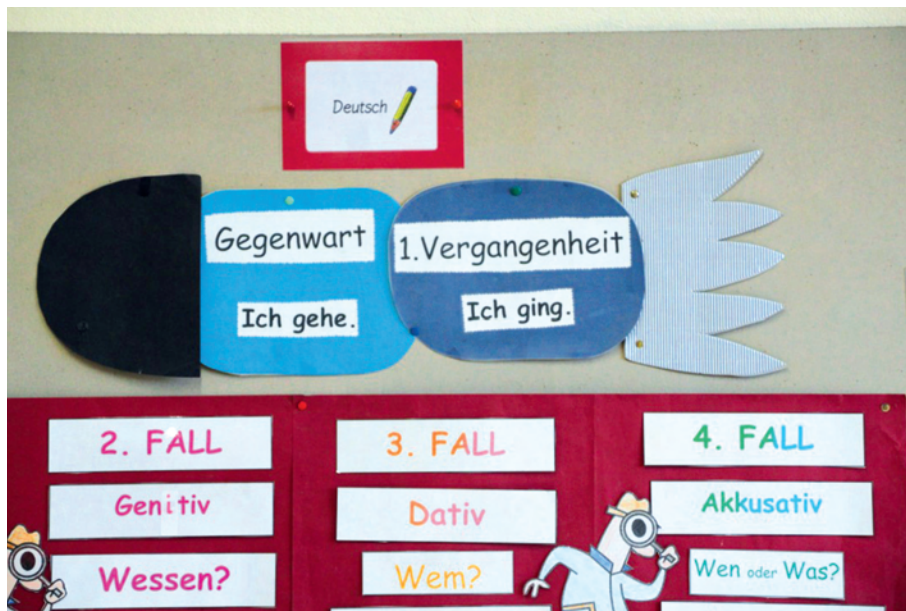 Deutsch
Gegenwart
Ich gehe.
1.Vergangenheit
Ich ging.
2. FALL
Genitiv
Wessen?
3. FALL
Dativ
Wem?
4. FALL
Akkusativ
Wen oder Was?